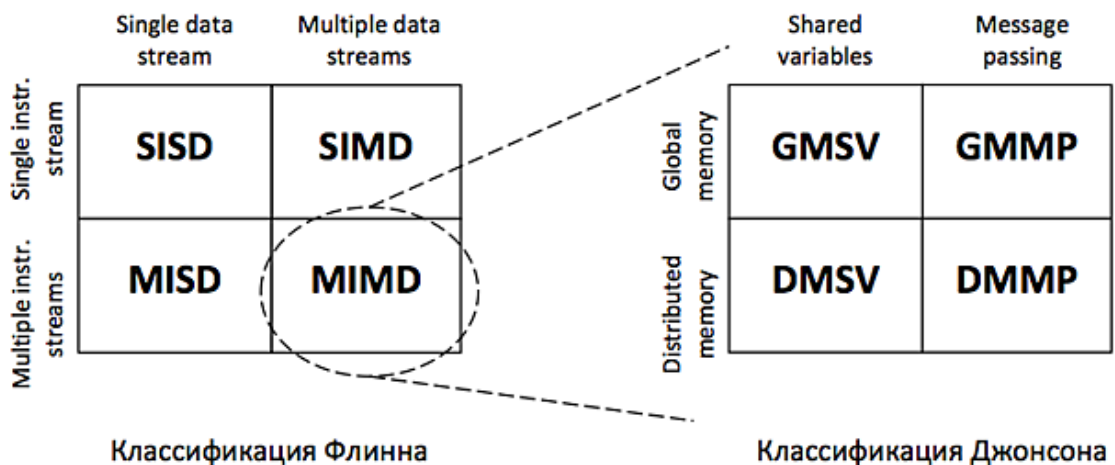 Single data
stream
Multiple data
streams
Single instr.
stream
SISD
SIMD
Multiple instr.
streams
MISD
MIMD
Классификация Флинна
Shared
variables
Message
passing
Global
memory
GMSV
GMMP
Distributed
memory
DMSV
DMMP
Классификация Джонсона